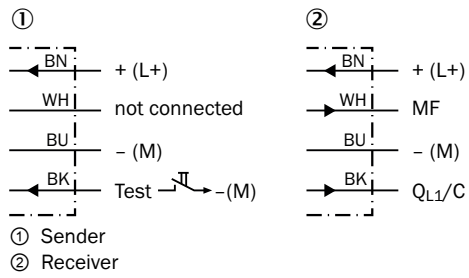 ① ②
BN + (L+) BN + (L+)
WH not connected WH MF
BU – (M) BU – (M)
BK Test –(M) BK QL1/C
① Sender
② Receiver